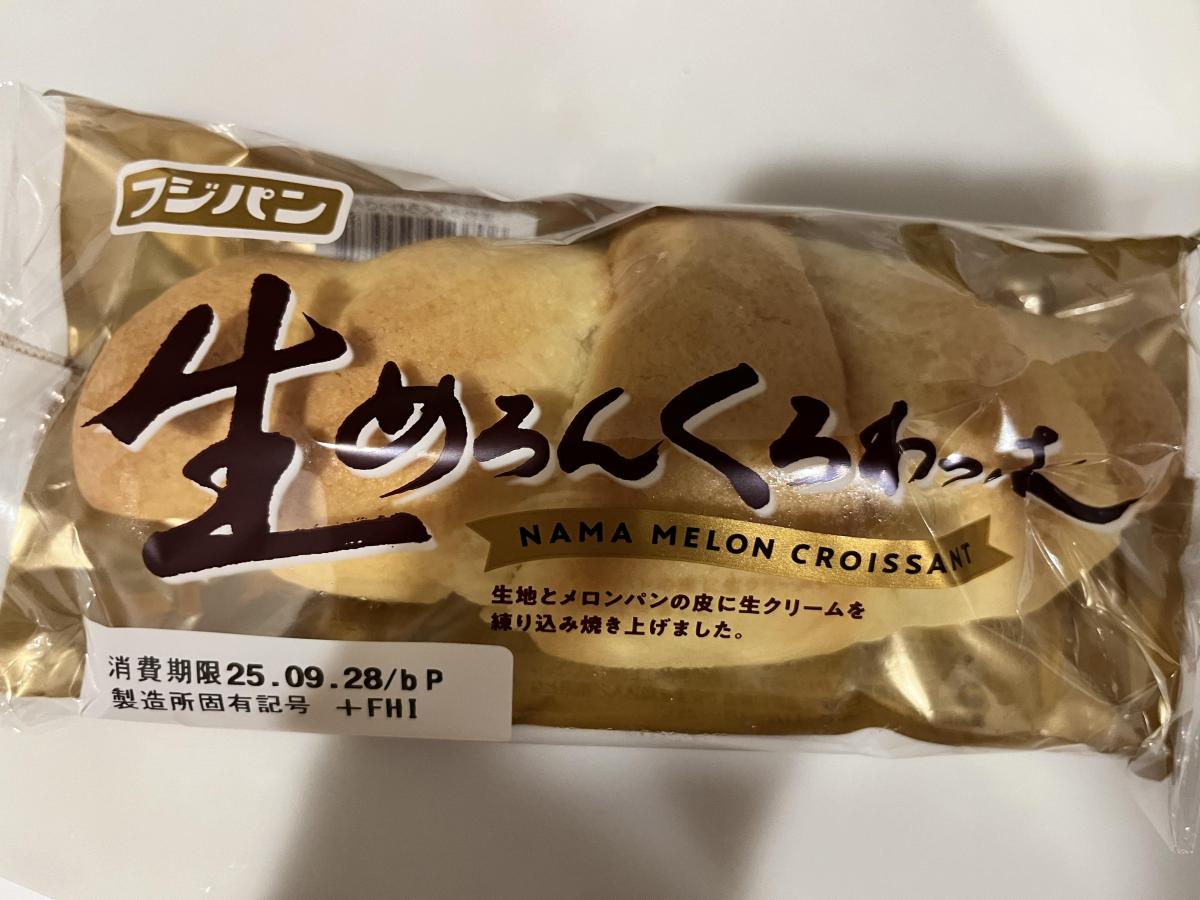 フジパン
生めろんくろわっさん
NAMA MELON CROISSANT
生地とメロンパンの皮に生クリームを
練り込み焼き上げました。
消費期限25.09.28/bP
製造所固有記号 +FHI